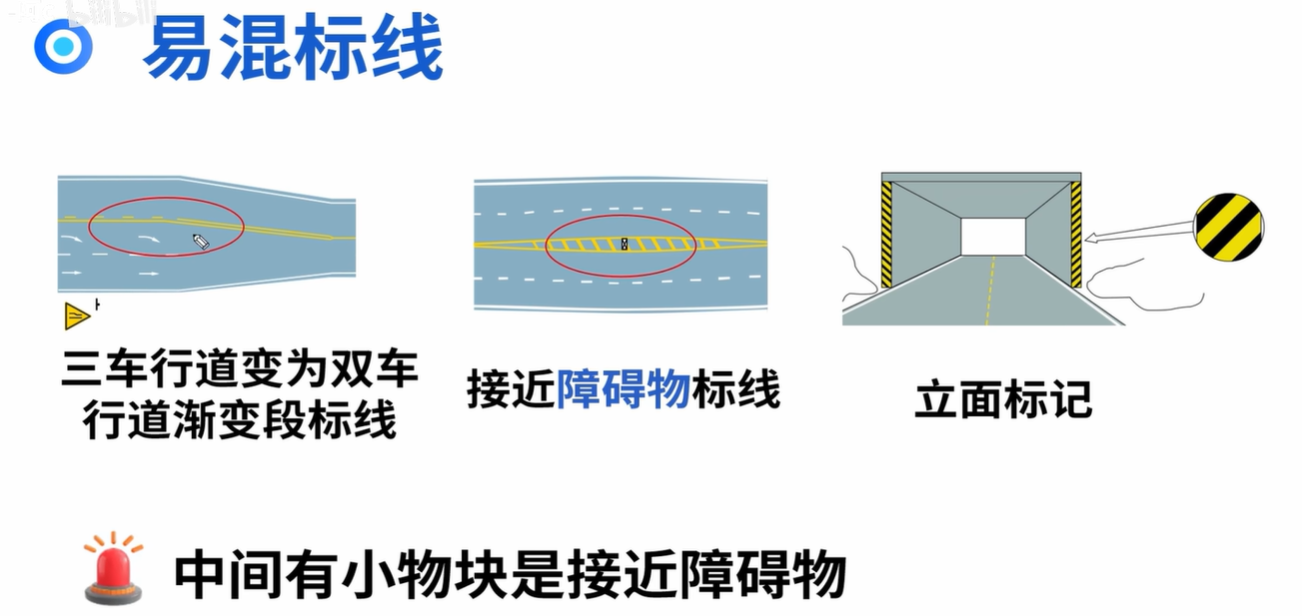 bilibili
易混标线
三车行道变为双车
行道渐变段标线
接近障碍物标线
立面标记
中间有小物块是接近障碍物